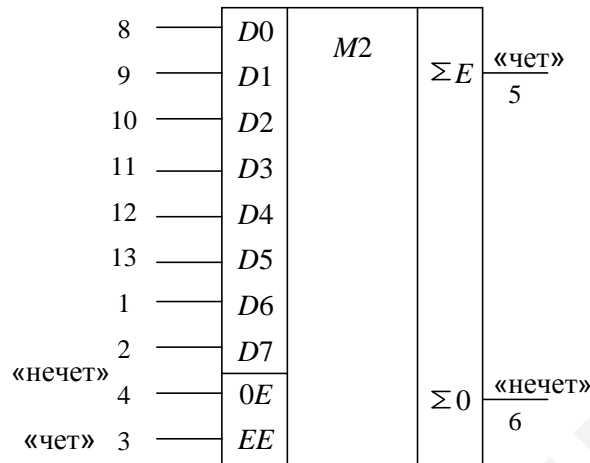 8 D0 M2
ΣE «чет»
9 D1
5
10 D2
11 D3
12 D4
13 D5
1 D6
2 D7
«нечет»
4 0E Σ0 «нечет»
6
«чет» 3 EE